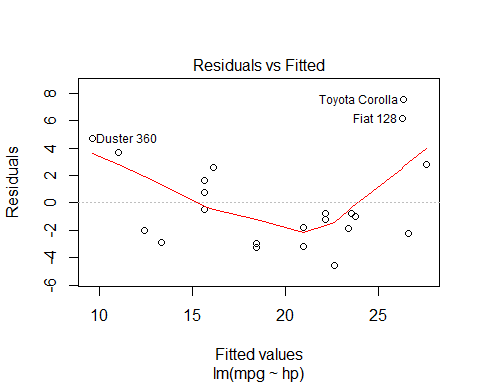 Residuals vs Fitted
Residuals
8
6
4
2
0
-2
-4
-6
Toyota Corolla
Fiat 128
Duster 360
10 15 20 25
Fitted values
lm(mpg ~ hp)